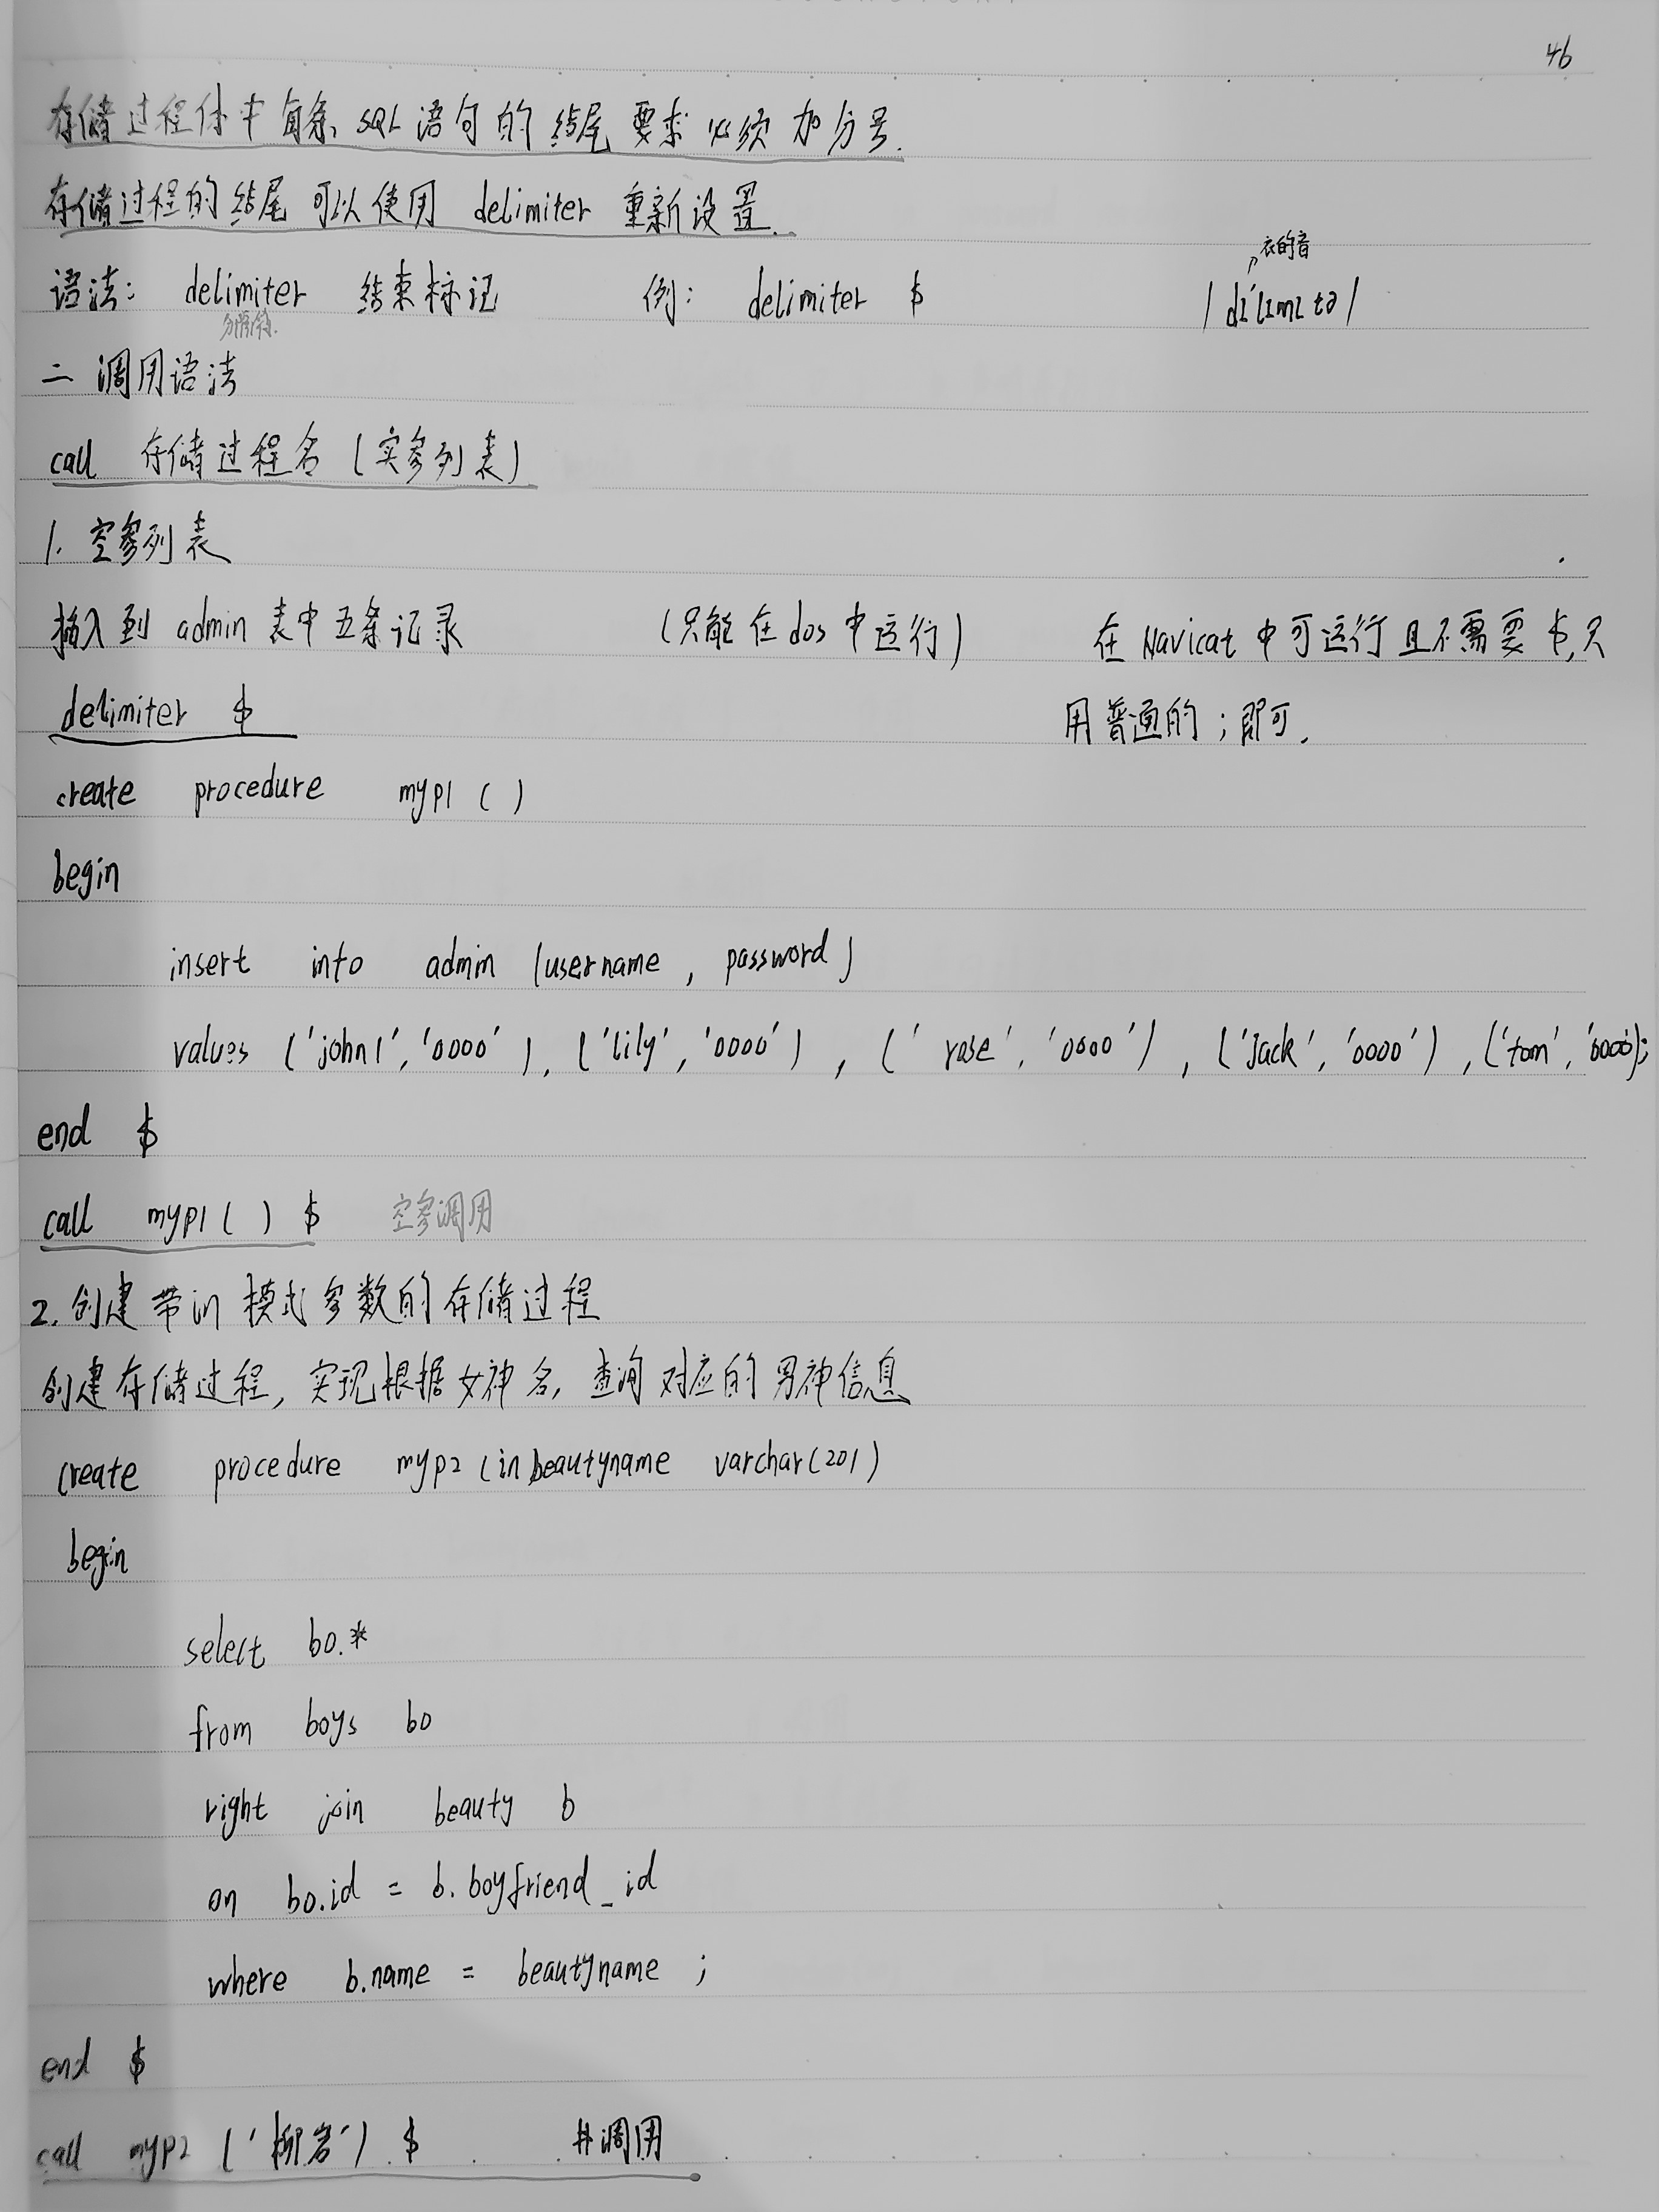 46
存储过程体中每条SQL语句的结尾要求必须加分号.
存储过程的结尾可以使用 delimiter 重新设置.
衣的音
语法: delimiter 结束标记 例: delimiter $ /dɪ'lɪmɪtə/
分隔符.
二 调用语法
call 存储过程名(实参列表)
1. 空参列表
插入到 admin 表中五条记录 (只能在dos中运行) 在 Navicat 中可运行且不需要$,只
delimiter $ 用普通的;即可.
create procedure myp1 ( )
begin
insert into admin (username, password)
values ('john1','0000'), ('lily','0000'), ('rose','0000'), ('Jack','0000'), ('tom','0000');
end $
call myp1( ) $ 空参调用
2.创建带in模式参数的存储过程
创建存储过程, 实现根据女神名, 查询对应的男神信息
create procedure myp2 (in beautyname varchar(20))
begin
select bo.*
from boys bo
right join beauty b
on bo.id = b.boyfriend_id
where b.name = beautyname ;
end $
call myp2 ('柳岩') $ #调用